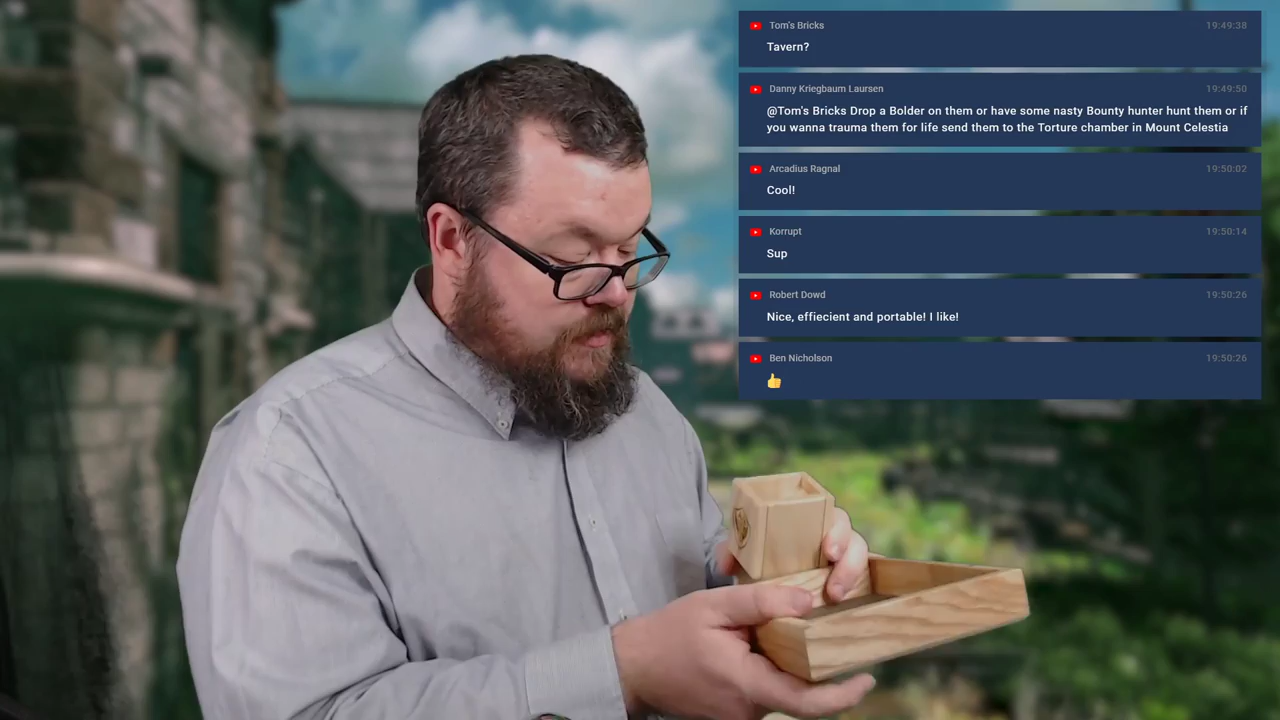 Tom's Bricks 19:49:38
Tavern?
Danny Kriegbaum Laursen 19:49:50
@Tom's Bricks Drop a Bolder on them or have some nasty Bounty hunter hunt them or if
you wanna trauma them for life send them to the Torture chamber in Mount Celestia
Arcadius Ragnal 19:50:02
Cool!
Korrupt 19:50:14
Sup
Robert Dowd 19:50:26
Nice, effiecient and portable! I like!
Ben Nicholson 19:50:26
👍